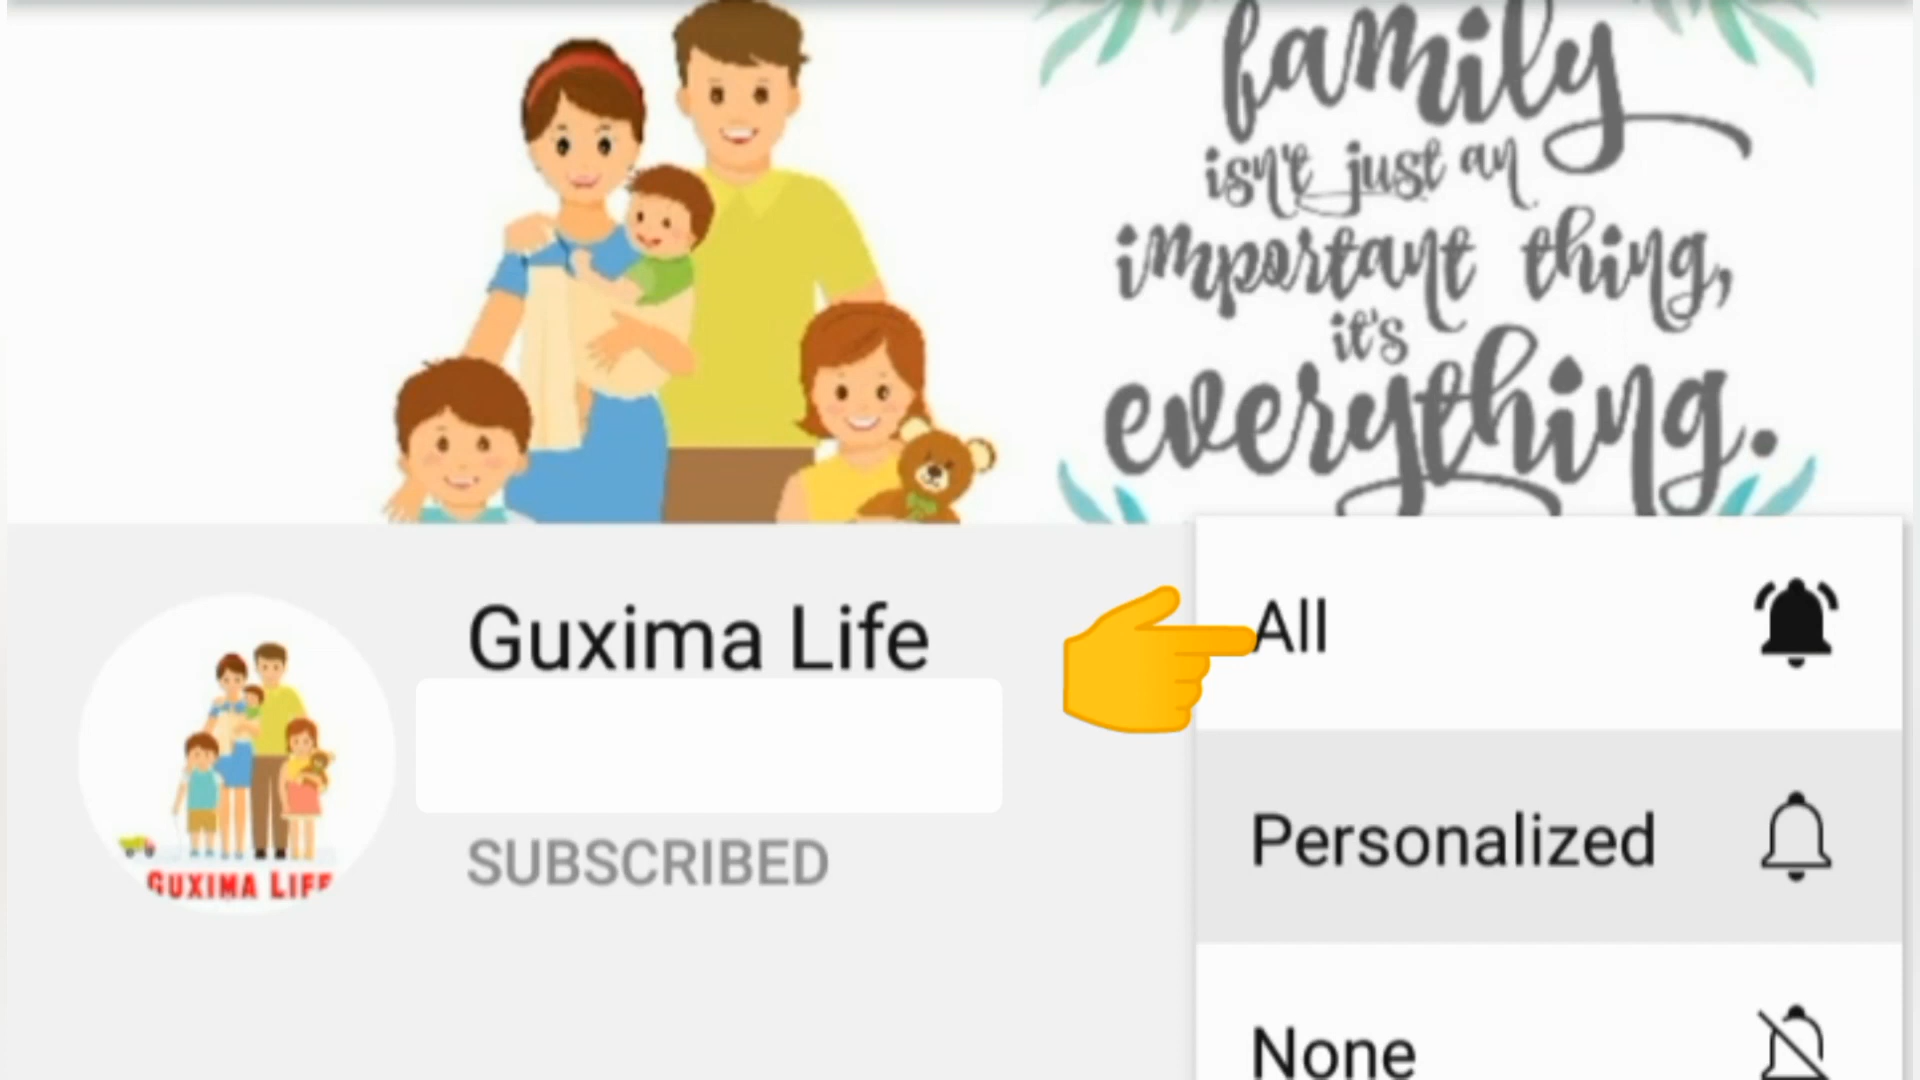 family
isn't just an
important thing,
it's
everything.
Guxima Life
SUBSCRIBED
GUXIMA LIFE
All
Personalized
None